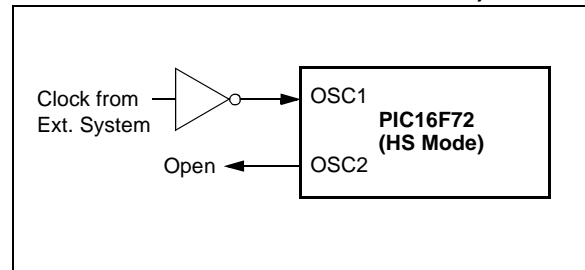 Clock from
Ext. System
OSC1
PIC16F72
(HS Mode)
Open
OSC2